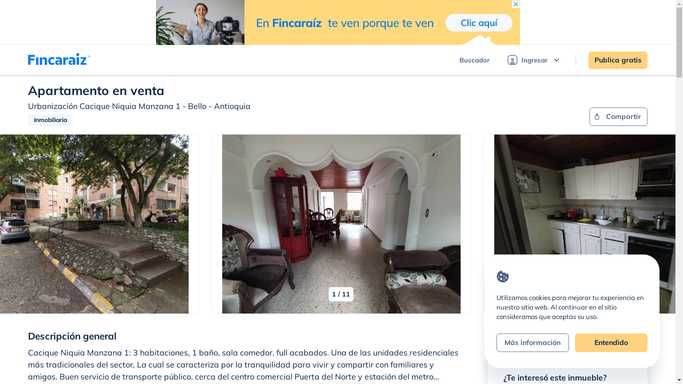 En Fincaraíz te ven porque te ven
Clic aquí
Fincaraíz
Buscador
Ingresar
Publica gratis
Apartamento en venta
Urbanización Cacique Niquia Manzana 1 - Bello - Antioquia
Inmobiliaria
Compartir
1 / 11
Descripción general
Cacique Niquia Manzana 1: 3 habitaciones, 1 baño, sala comedor, full acabados. Una de las unidades residenciales
más tradicionales del sector, La cual se caracteriza por la tranquilidad para vivir y compartir con familiares y
amigos. Buen servicio de transporte público, cerca del centro comercial Puerta del Norte y estación del metro...
Utilizamos cookies para mejorar tu experiencia en
nuestro sitio web. Al continuar en el sitio
consideramos que aceptas su uso.
Más información
Entendido
¿Te interesó este inmueble?